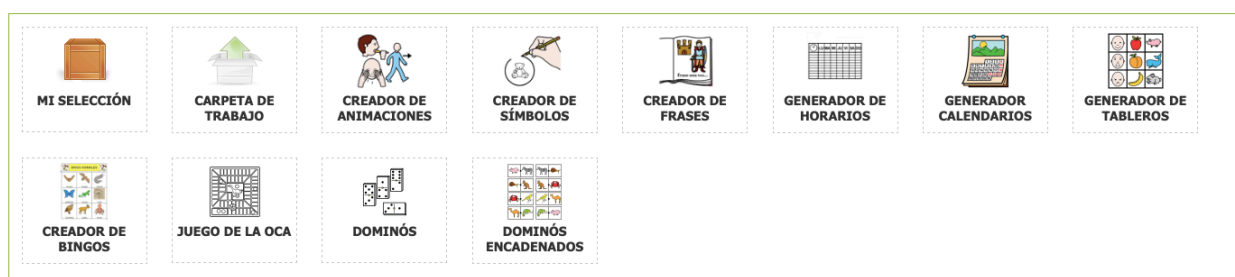 MI SELECCIÓN
CARPETA DE
TRABAJO
CREADOR DE
ANIMACIONES
CREADOR DE
SÍMBOLOS
CREADOR DE
FRASES
GENERADOR DE
HORARIOS
GENERADOR
CALENDARIOS
GENERADOR DE
TABLEROS
CREADOR DE
BINGOS
JUEGO DE LA OCA
DOMINÓS
DOMINÓS
ENCADENADOS